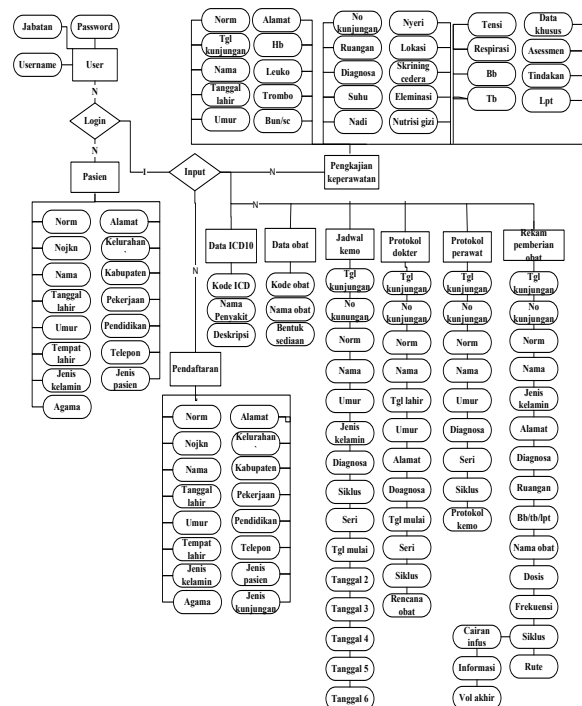 Jabatan
Password
Username
User
N
Login
N
Pasien
Norm
Nojkn
Nama
Tanggal
lahir
Umur
Tempat
lahir
Jenis
kelamin
Agama
Alamat
Kelurahan
Kabupaten
Pekerjaan
Pendidikan
Telepon
Jenis
pasien
I
Input
N
Pengkajian
keperawatan
Norm
Tgl
kunjungan
Nama
Tanggal
lahir
Umur
Alamat
Hb
Leuko
Trombo
Bun/sc
No
kunjungan
Ruangan
Diagnosa
Suhu
Nadi
Nyeri
Lokasi
Skrining
cedera
Eleminasi
Nutrisi gizi
Tensi
Respirasi
Bb
Tb
Data
khusus
Asessmen
Tindakan
Lpt
N
N
Pendaftaran
Norm
Nojkn
Nama
Tanggal
lahir
Umur
Tempat
lahir
Jenis
kelamin
Agama
Alamat
Kelurahan
Kabupaten
Pekerjaan
Pendidikan
Telepon
Jenis
pasien
Jenis
kunjungan
Data ICD10
Kode ICD
Nama
Penyakit
Deskripsi
Data obat
Kode obat
Nama obat
Bentuk
sediaan
Jadwal
kemo
Tgl
kunjungan
No
kunungan
Norm
Nama
Umur
Jenis
kelamin
Diagnosa
Siklus
Seri
Tgl mulai
Tanggal 2
Tanggal 3
Tanggal 4
Tanggal 5
Tanggal 6
Protokol
dokter
Tgl
kunjungan
No
kunjungan
Norm
Nama
Tgl lahir
Umur
Alamat
Doagnosa
Tgl mulai
Seri
Siklus
Rencana
obat
Protokol
perawat
Tgl
kunjungan
No
kunjungan
Norm
Nama
Umur
Diagnosa
Seri
Siklus
Protokol
kemo
Rekam
pemberian
obat
Tgl
kunjungan
No
kunjungan
Norm
Nama
Jenis
kelamin
Alamat
Diagnosa
Ruangan
Bb/tb/lpt
Nama obat
Dosis
Frekuensi
Siklus
Rute
Cairan
infus
Informasi
Vol akhir